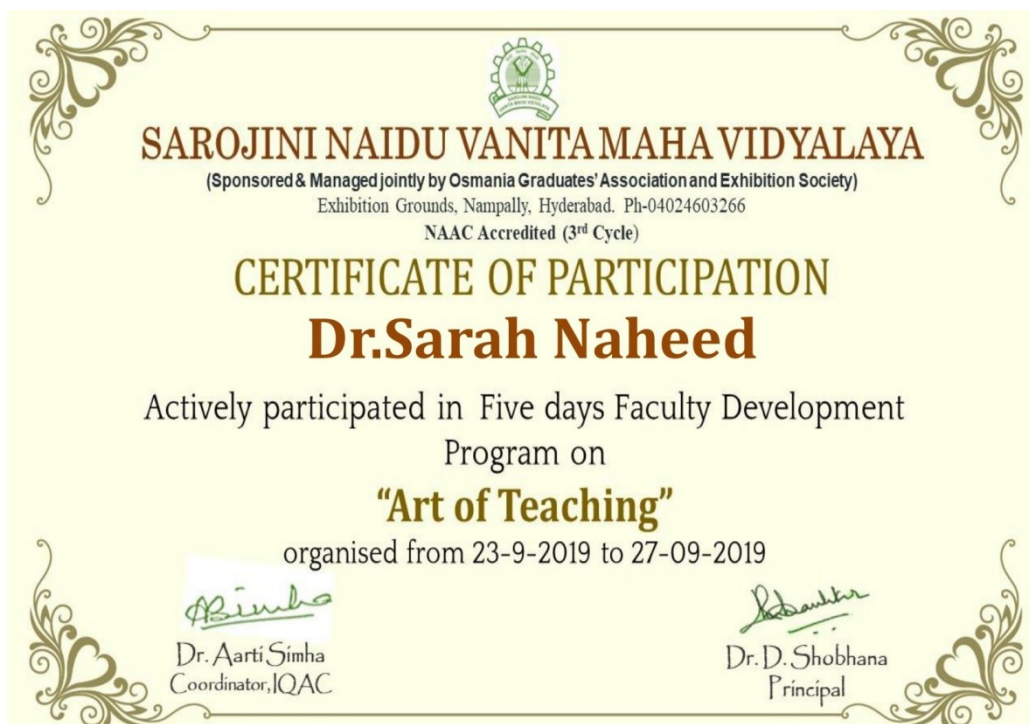 SAROJINI NAIDU VANITA MAHA VIDYALAYA
(Sponsored & Managed jointly by Osmania Graduates' Association and Exhibition Society)
Exhibition Grounds, Nampally, Hyderabad. Ph-04024603266
NAAC Accredited (3rd Cycle)
CERTIFICATE OF PARTICIPATION
Dr.Sarah Naheed
Actively participated in Five days Faculty Development
Program on
“Art of Teaching”
organised from 23-9-2019 to 27-09-2019
Dr. Aarti Simha
Coordinator, IQAC
Dr. D. Shobhana
Principal